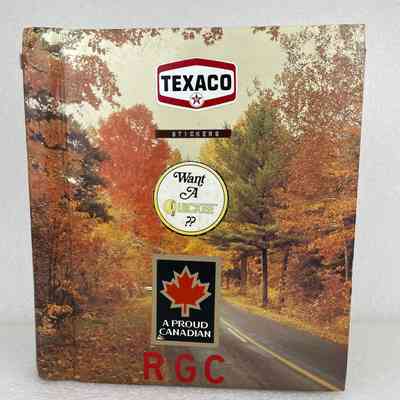 TEXACO
STICKERS
Want
A
QUICKIE
??
A PROUD
CANADIAN
RGC